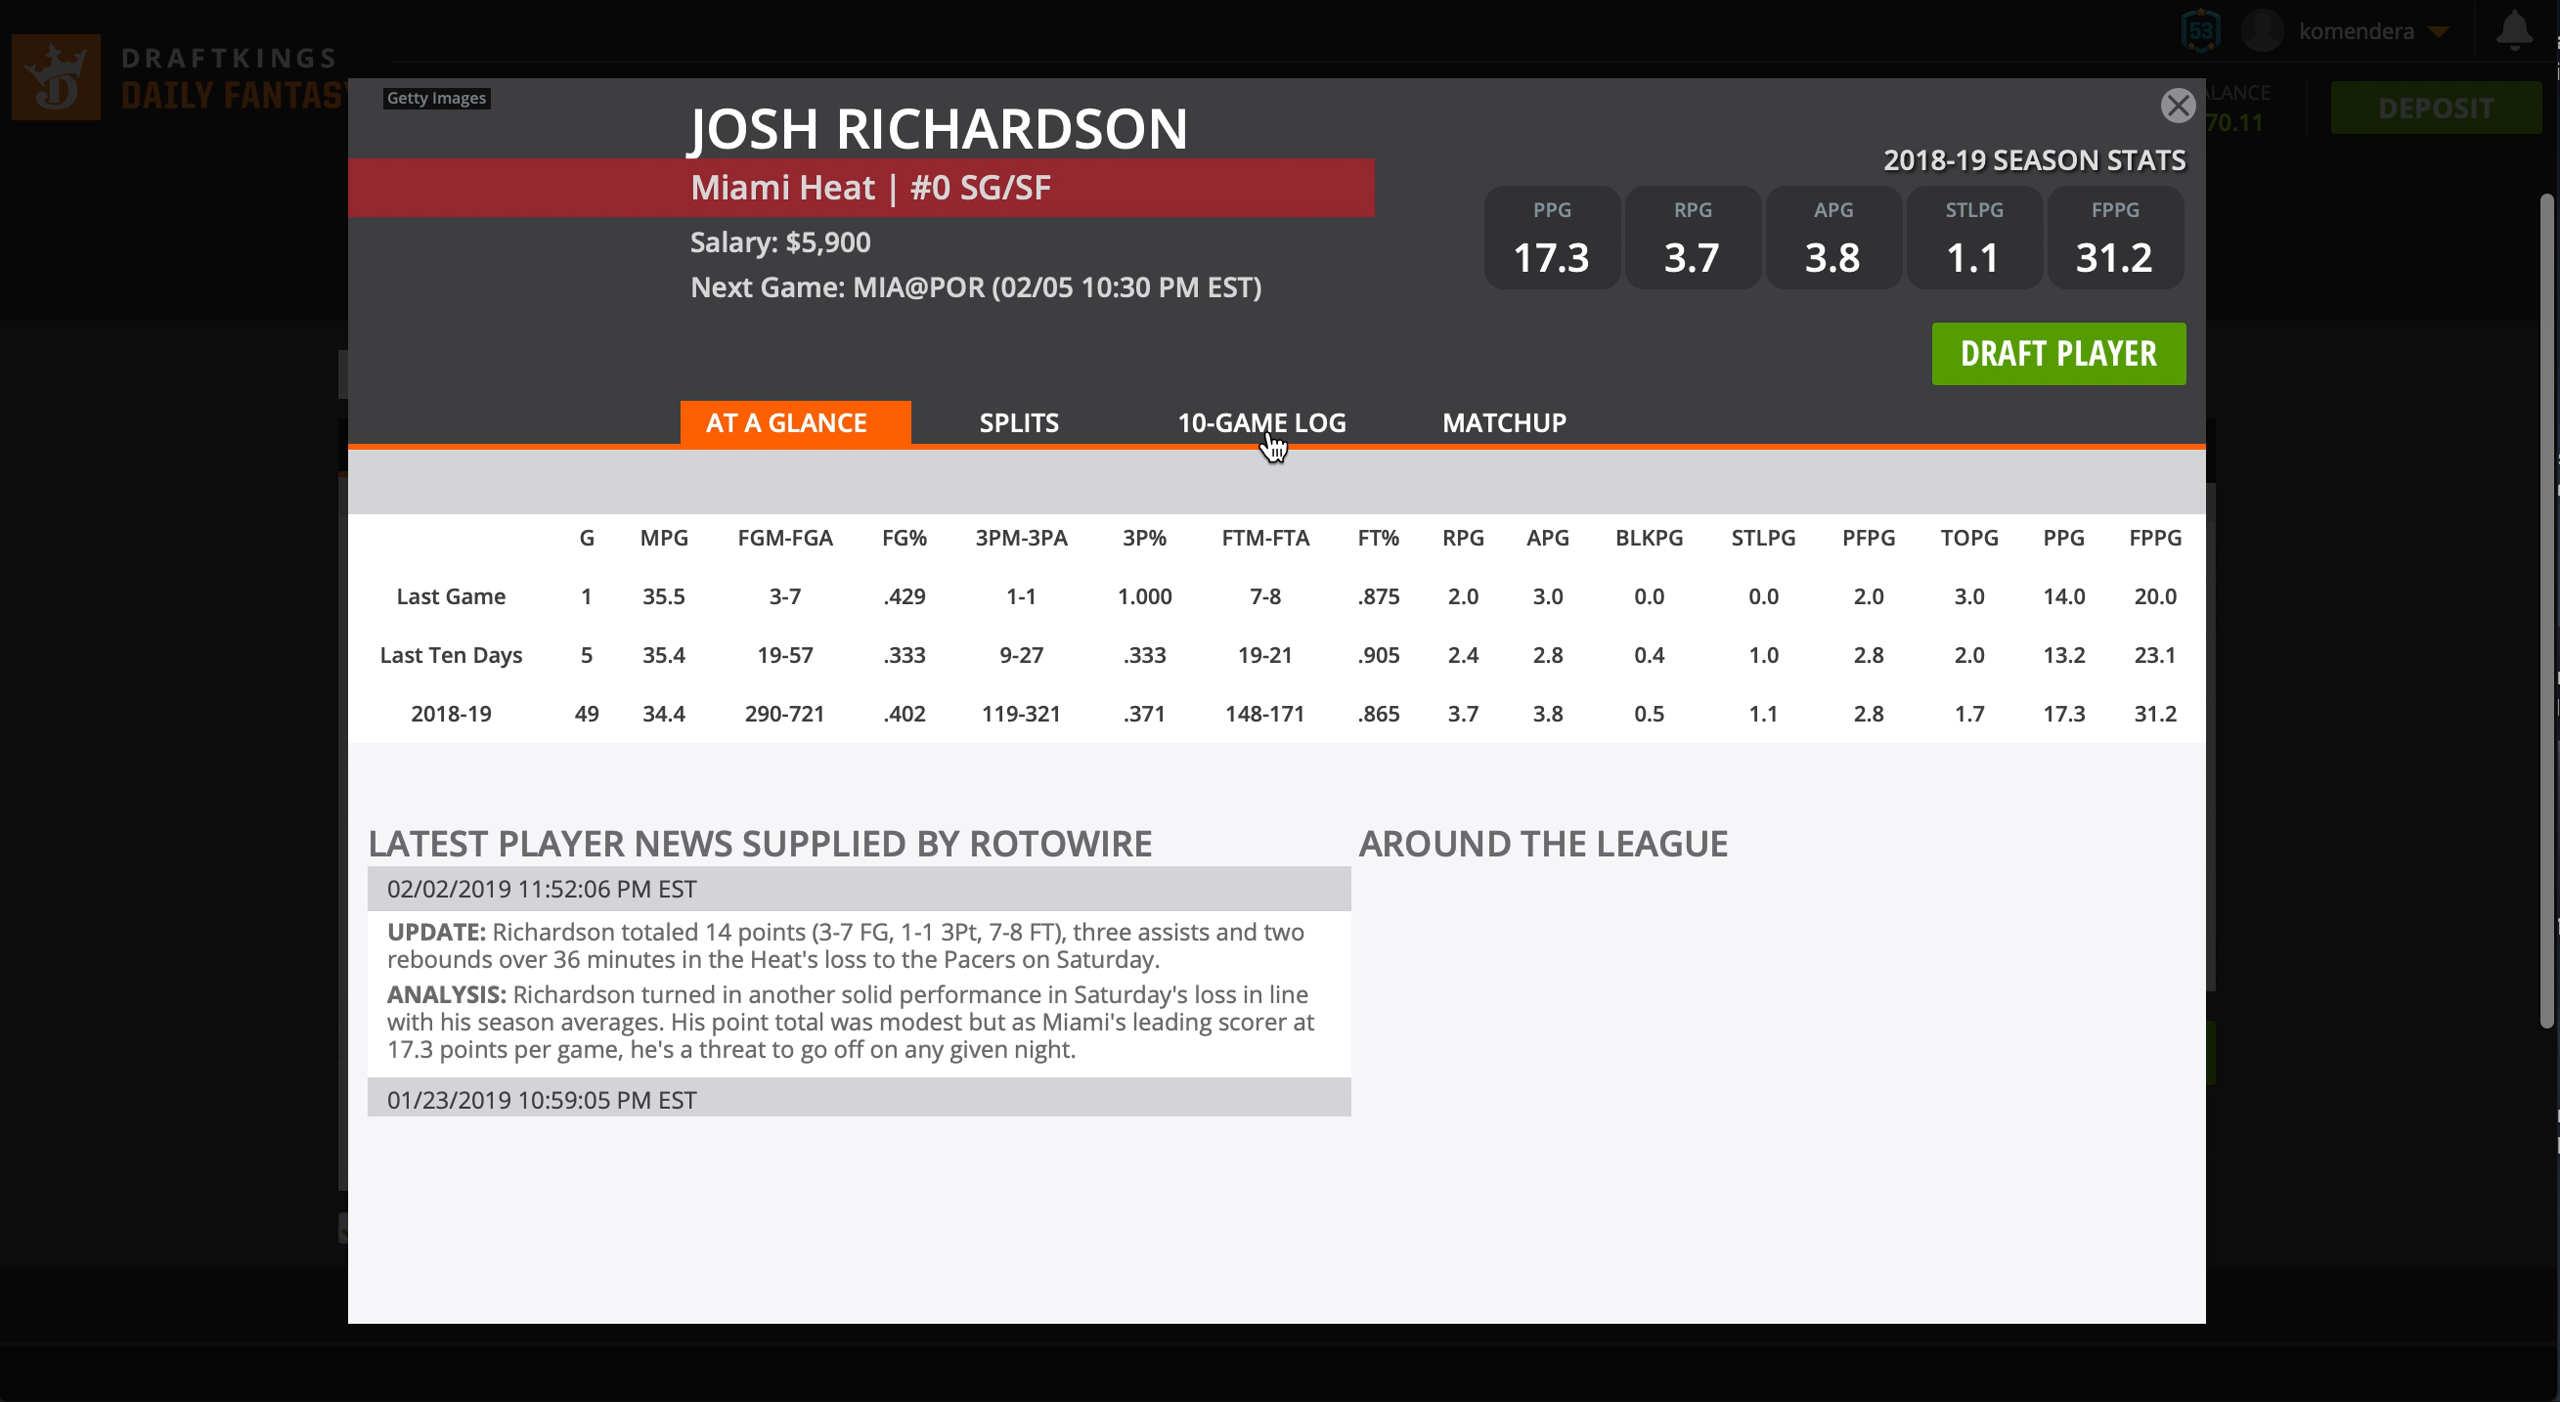 DRAFTKINGS
DAILY FANTAS
53
komendera
LANCE
70.11
DEPOSIT
Getty Images
JOSH RICHARDSON
Miami Heat | #0 SG/SF
Salary: $5,900
Next Game: MIA@POR (02/05 10:30 PM EST)
2018-19 SEASON STATS
PPG RPG APG STLPG FPPG
17.3 3.7 3.8 1.1 31.2
DRAFT PLAYER
AT A GLANCE SPLITS 10-GAME LOG MATCHUP
G MPG FGM-FGA FG% 3PM-3PA 3P% FTM-FTA FT% RPG APG BLKPG STLPG PFPG TOPG PPG FPPG
Last Game 1 35.5 3-7 .429 1-1 1.000 7-8 .875 2.0 3.0 0.0 0.0 2.0 3.0 14.0 20.0
Last Ten Days 5 35.4 19-57 .333 9-27 .333 19-21 .905 2.4 2.8 0.4 1.0 2.8 2.0 13.2 23.1
2018-19 49 34.4 290-721 .402 119-321 .371 148-171 .865 3.7 3.8 0.5 1.1 2.8 1.7 17.3 31.2
LATEST PLAYER NEWS SUPPLIED BY ROTOWIRE
02/02/2019 11:52:06 PM EST
UPDATE: Richardson totaled 14 points (3-7 FG, 1-1 3Pt, 7-8 FT), three assists and two
rebounds over 36 minutes in the Heat's loss to the Pacers on Saturday.
ANALYSIS: Richardson turned in another solid performance in Saturday's loss in line
with his season averages. His point total was modest but as Miami's leading scorer at
17.3 points per game, he's a threat to go off on any given night.
01/23/2019 10:59:05 PM EST
AROUND THE LEAGUE